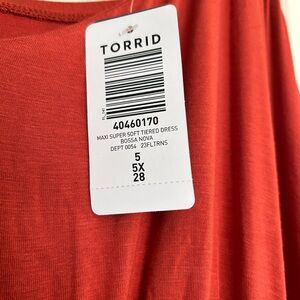 TORRID
40460170
MAXI SUPER SOFT TIERED DRESS
BOSSA NOVA
DEPT 0054 23FLTRNS
5
5X
28